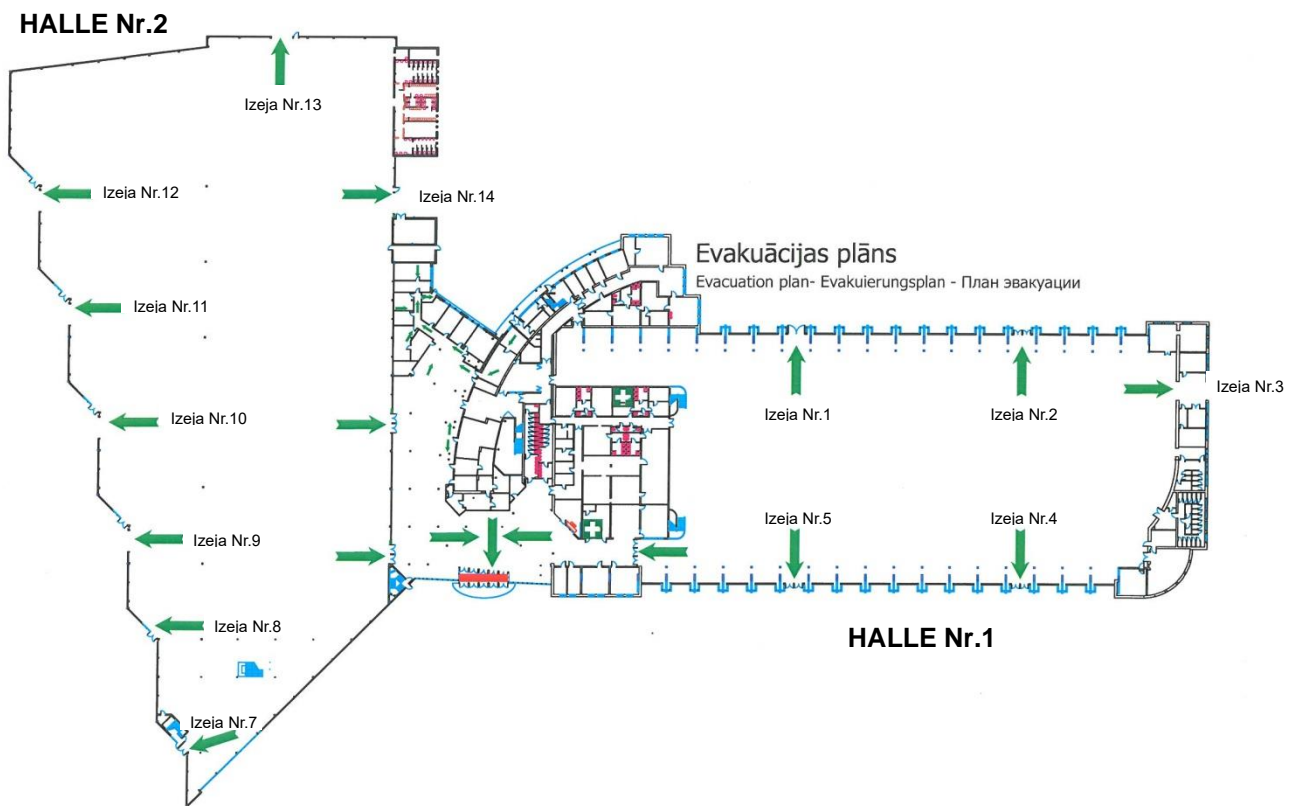 HALLE Nr.2
Izeja Nr.13
Izeja Nr.12
Izeja Nr.14
Evakuācijas plāns
Evacuation plan- Evakuierungsplan - План эвакуации
Izeja Nr.11
Izeja Nr.10
Izeja Nr.1
Izeja Nr.2
Izeja Nr.3
Izeja Nr.9
Izeja Nr.5
Izeja Nr.4
Izeja Nr.8
HALLE Nr.1
Izeja Nr.7